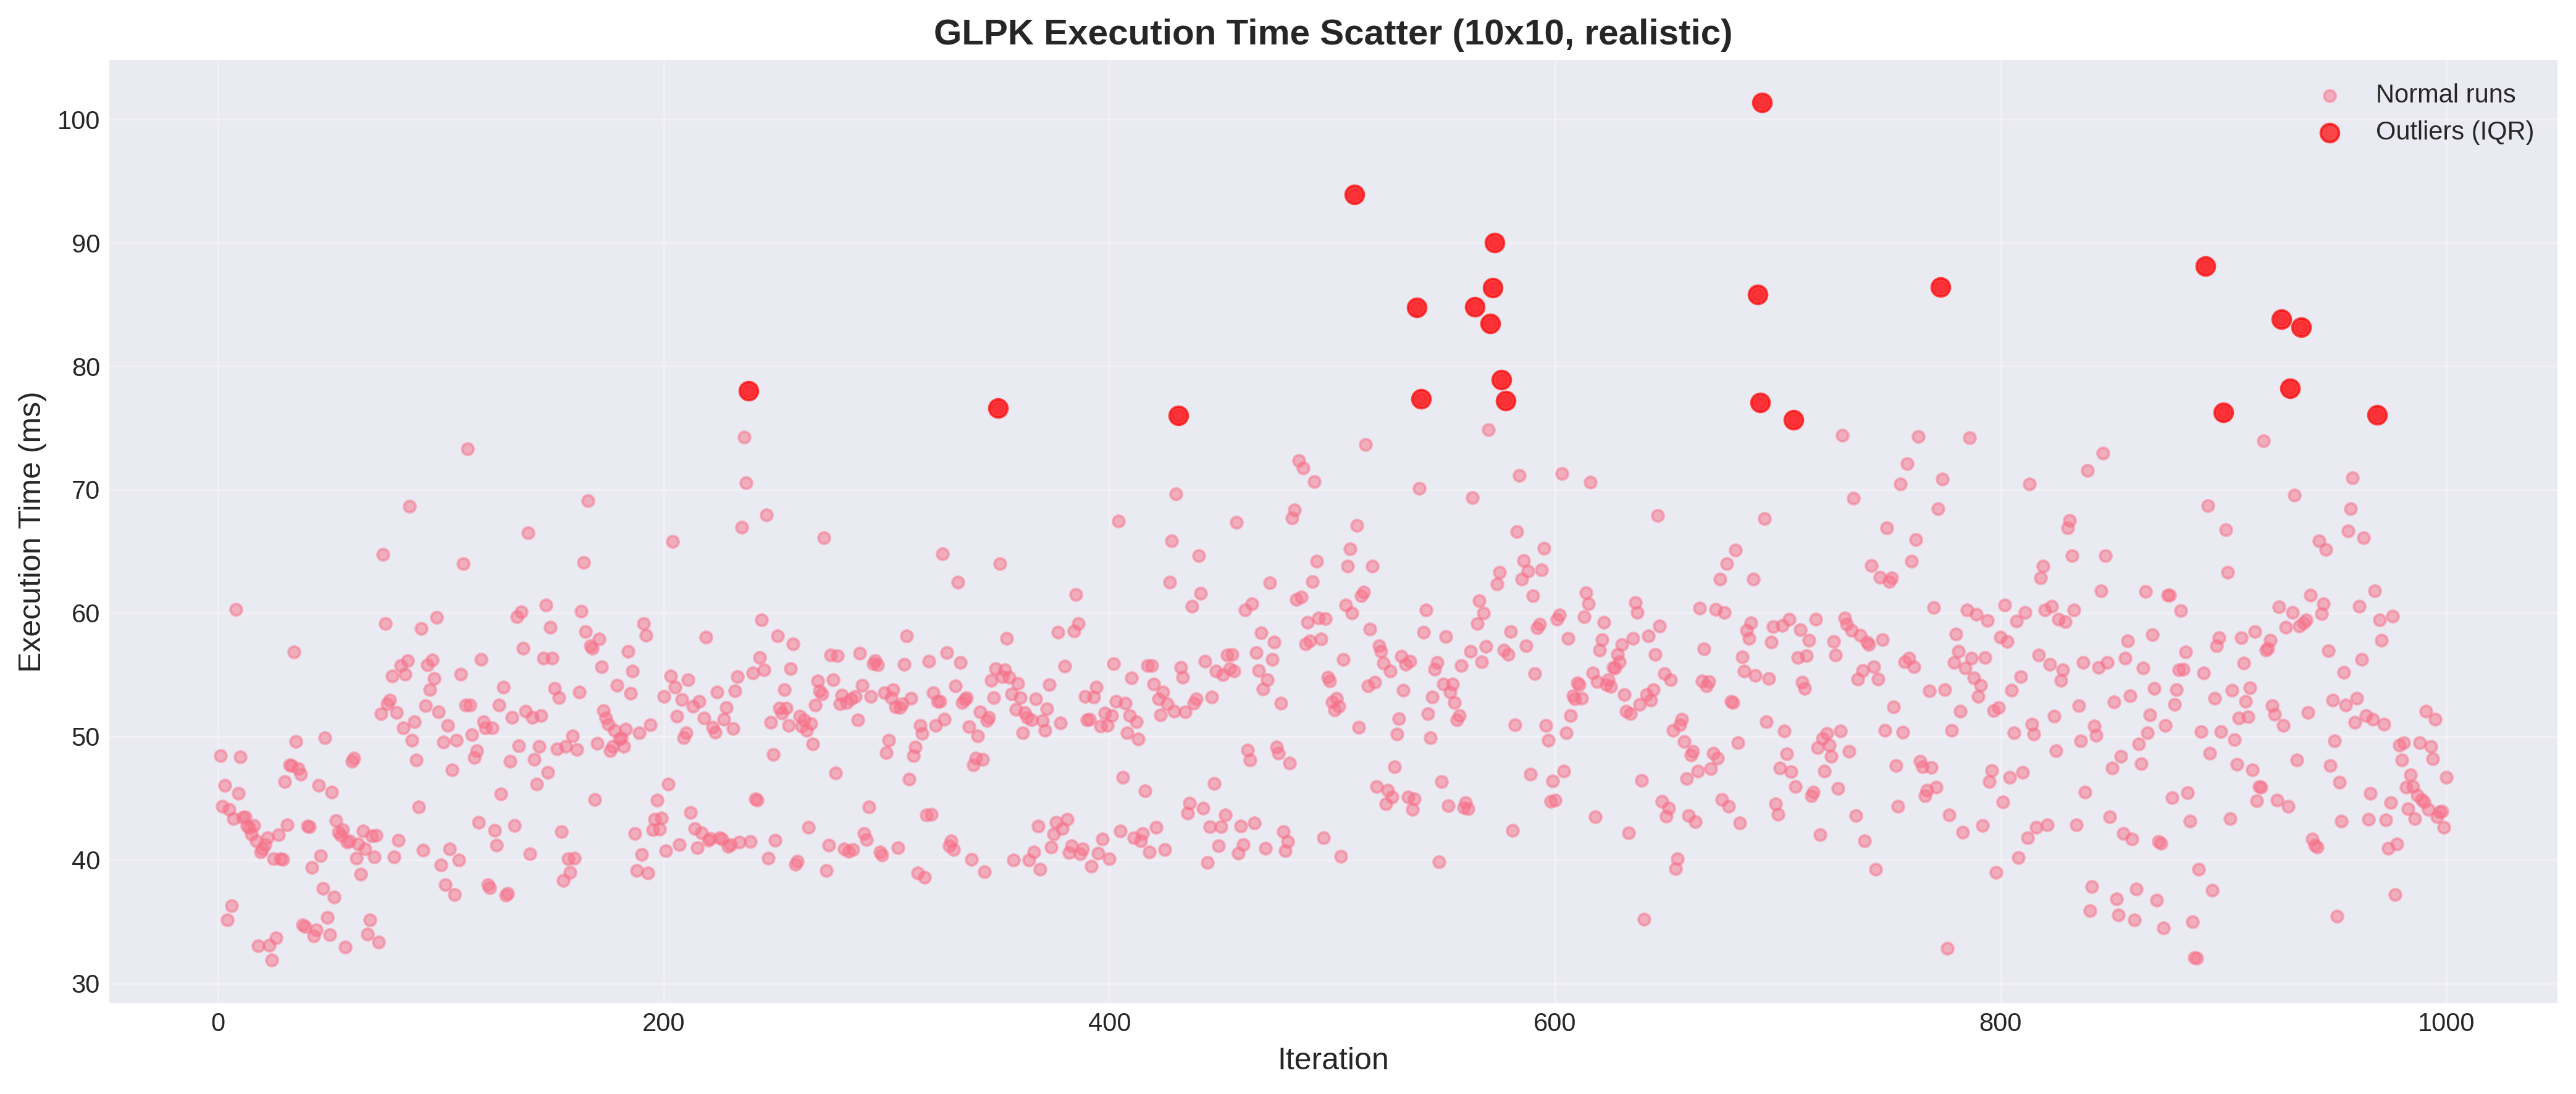 GLPK Execution Time Scatter (10x10, realistic)
Normal runs
Outliers (IQR)
Execution Time (ms)
100
90
80
70
60
50
40
30
0
200
400
600
800
1000
Iteration